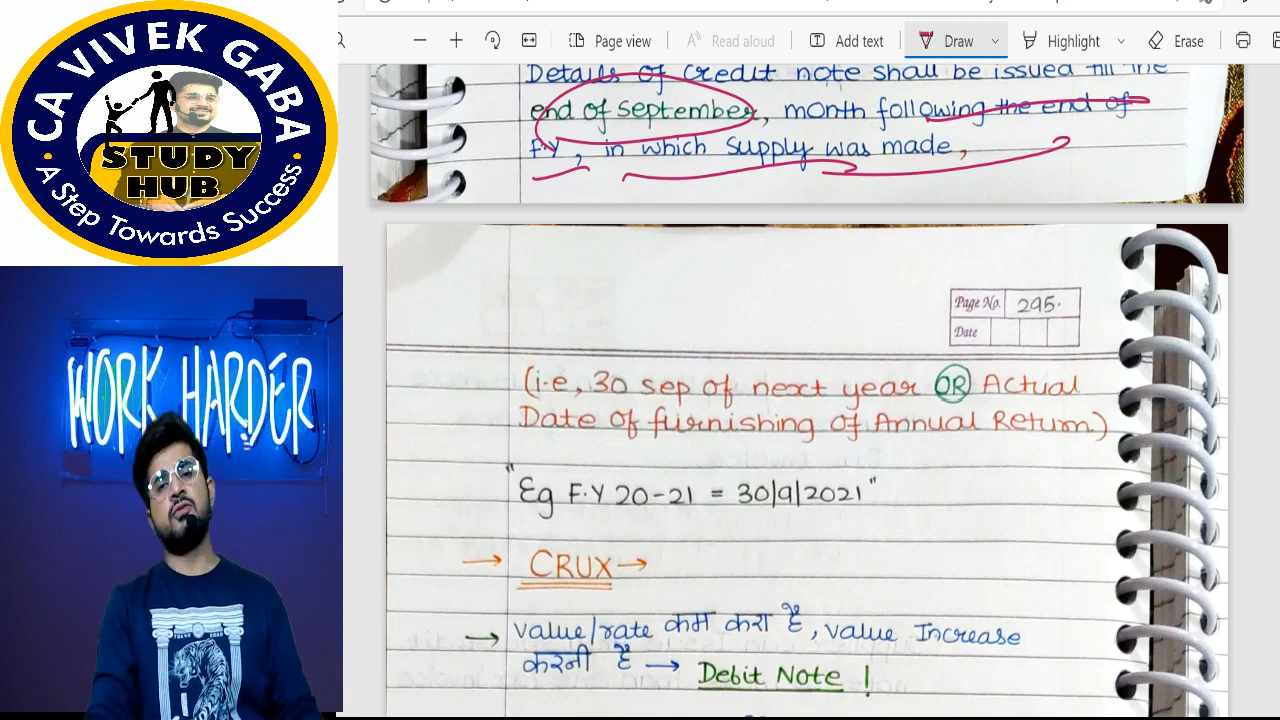 CA VIVEK GABA
STUDY
HUB
• A Step Towards Success •
WORK HARDER
Page view
Read aloud
Add text
Draw
Highlight
Erase
Details of credit note shall be issued till the
end of september, month following the end of
F.Y, in which supply was made,
Page No. 295.
Date
(i.e, 30 sep of next year OR Actual
Date of furnishing of Annual Return)
"Eg F.Y 20-21 = 30/9/2021"
→ CRUX →
→ value/rate कम करा है, value Increase
करनी है → Debit Note !